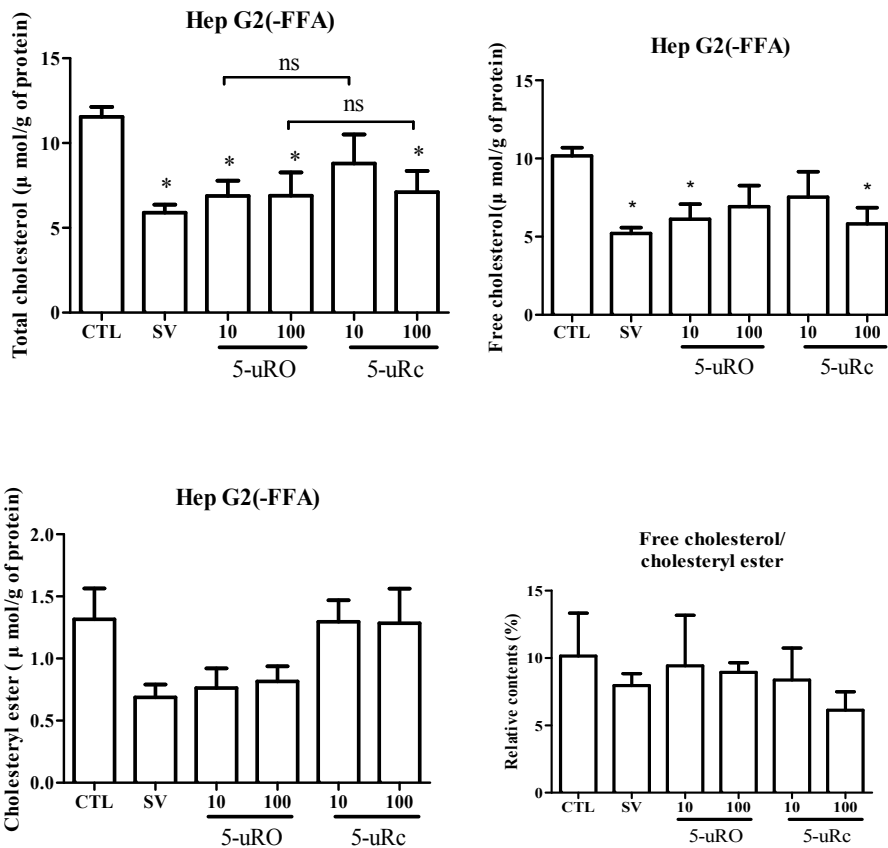 Hep G2(-FFA)
Total cholesterol (μ mol/g of protein)
15
10
5
0
ns
ns
*
*
*
*
CTL SV 10 100 10 100
5-uRO 5-uRc
Hep G2(-FFA)
Free cholesterol(μ mol/g of protein)
15
10
5
0
*
*
*
CTL SV 10 100 10 100
5-uRO 5-uRc
Hep G2(-FFA)
Cholesteryl ester ( μ mol/g of protein)
2.0
1.5
1.0
0.5
0.0
CTL SV 10 100 10 100
5-uRO 5-uRc
Free cholesterol/
cholesteryl ester
Relative contents (%)
15
10
5
0
CTL SV 10 100 10 100
5-uRO 5-uRc